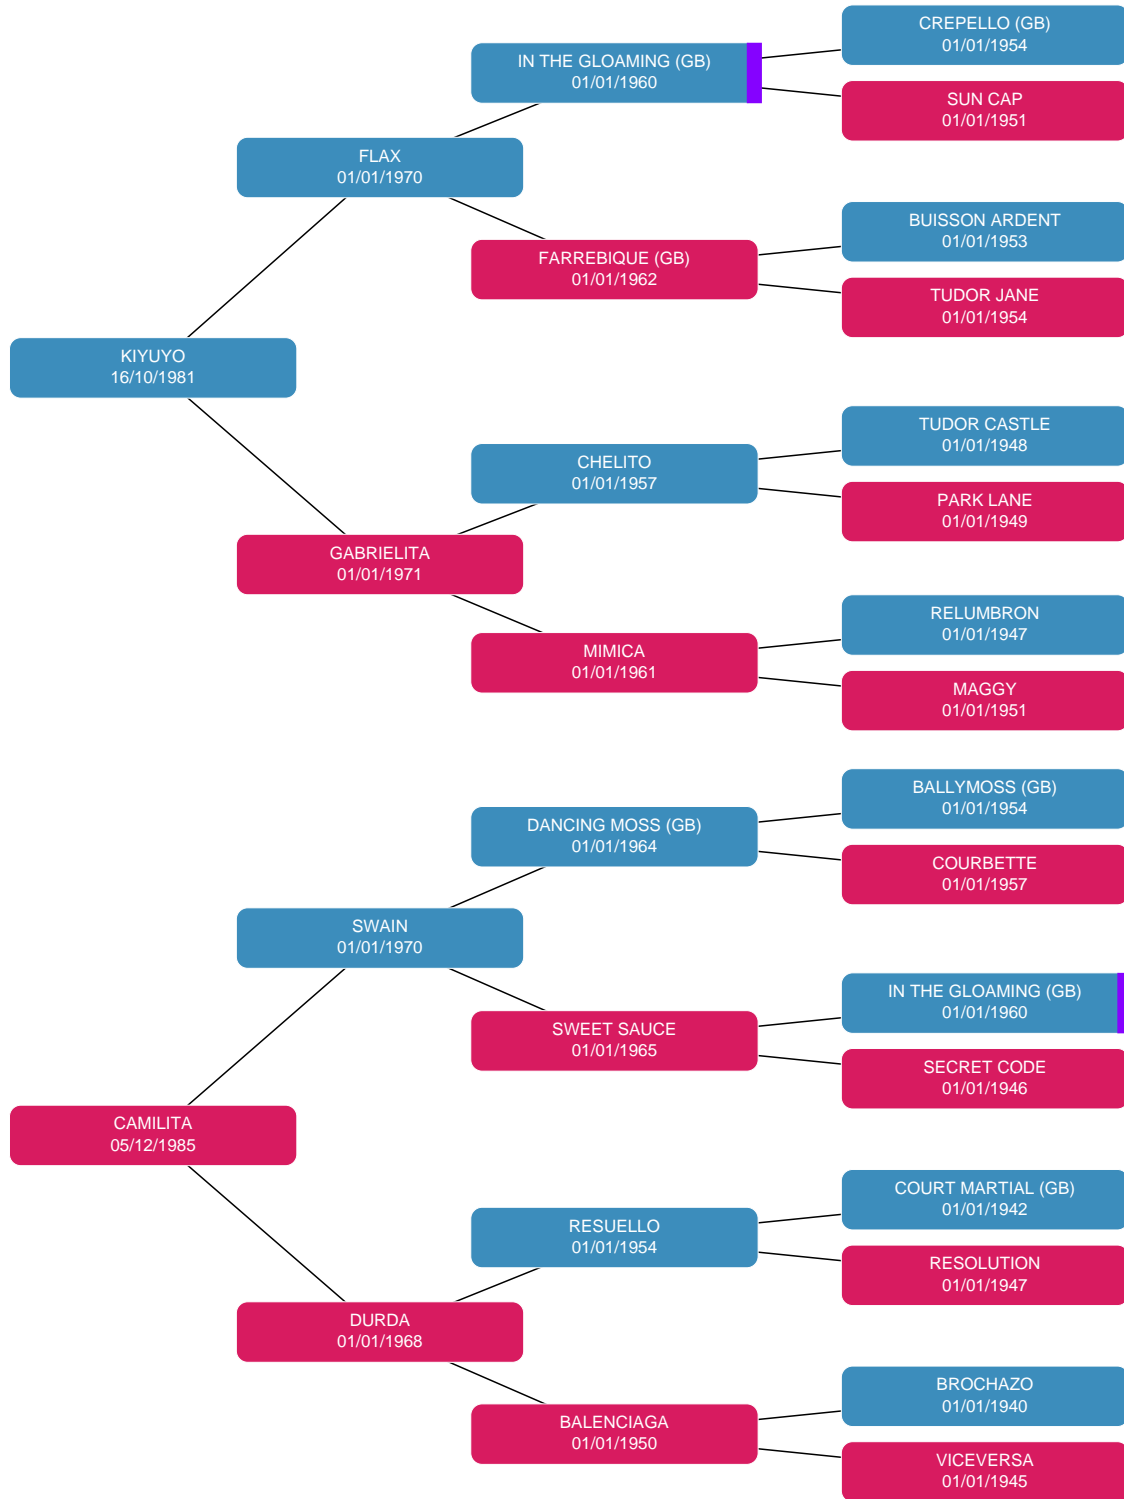 CREPELLO (GB)
01/01/1954
IN THE GLOAMING (GB)
01/01/1960
SUN CAP
01/01/1951
FLAX
01/01/1970
BUISSON ARDENT
01/01/1953
FARREBIQUE (GB)
01/01/1962
TUDOR JANE
01/01/1954
KIYUYO
16/10/1981
TUDOR CASTLE
01/01/1948
CHELITO
01/01/1957
PARK LANE
01/01/1949
GABRIELITA
01/01/1971
RELUMBRON
01/01/1947
MIMICA
01/01/1961
MAGGY
01/01/1951
BALLYMOSS (GB)
01/01/1954
DANCING MOSS (GB)
01/01/1964
COURBETTE
01/01/1957
SWAIN
01/01/1970
IN THE GLOAMING (GB)
01/01/1960
SWEET SAUCE
01/01/1965
SECRET CODE
01/01/1946
CAMILITA
05/12/1985
COURT MARTIAL (GB)
01/01/1942
RESUELLO
01/01/1954
RESOLUTION
01/01/1947
DURDA
01/01/1968
BROCHAZO
01/01/1940
BALENCIAGA
01/01/1950
VICEVERSA
01/01/1945